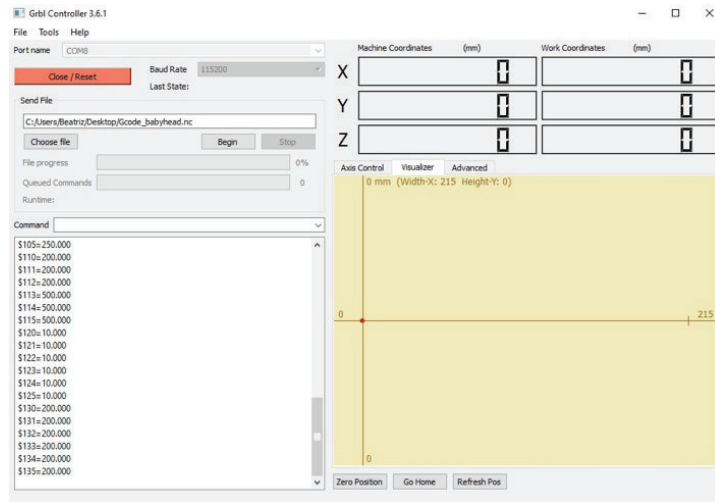 Grbl Controller 3.6.1
File Tools Help
Port name COM8
Close / Reset
Baud Rate 115200
Last State:
Send File
C:/Users/Beatriz/Desktop/Gcode_babyhead.nc
Choose file Begin Stop
File progress 0%
Queued Commands 0
Runtime:
Command
$105=250.000
$110=200.000
$111=200.000
$112=200.000
$113=500.000
$114=500.000
$115=500.000
$120=10.000
$121=10.000
$122=10.000
$123=10.000
$124=10.000
$125=10.000
$130=200.000
$131=200.000
$132=200.000
$133=200.000
$134=200.000
$135=200.000
Machine Coordinates (mm) Work Coordinates (mm)
X 0 0
Y 0 0
Z 0 0
Axis Control Visualizer Advanced
0 mm (Width-X: 215 Height-Y: 0)
0 215
0
Zero Position Go Home Refresh Pos